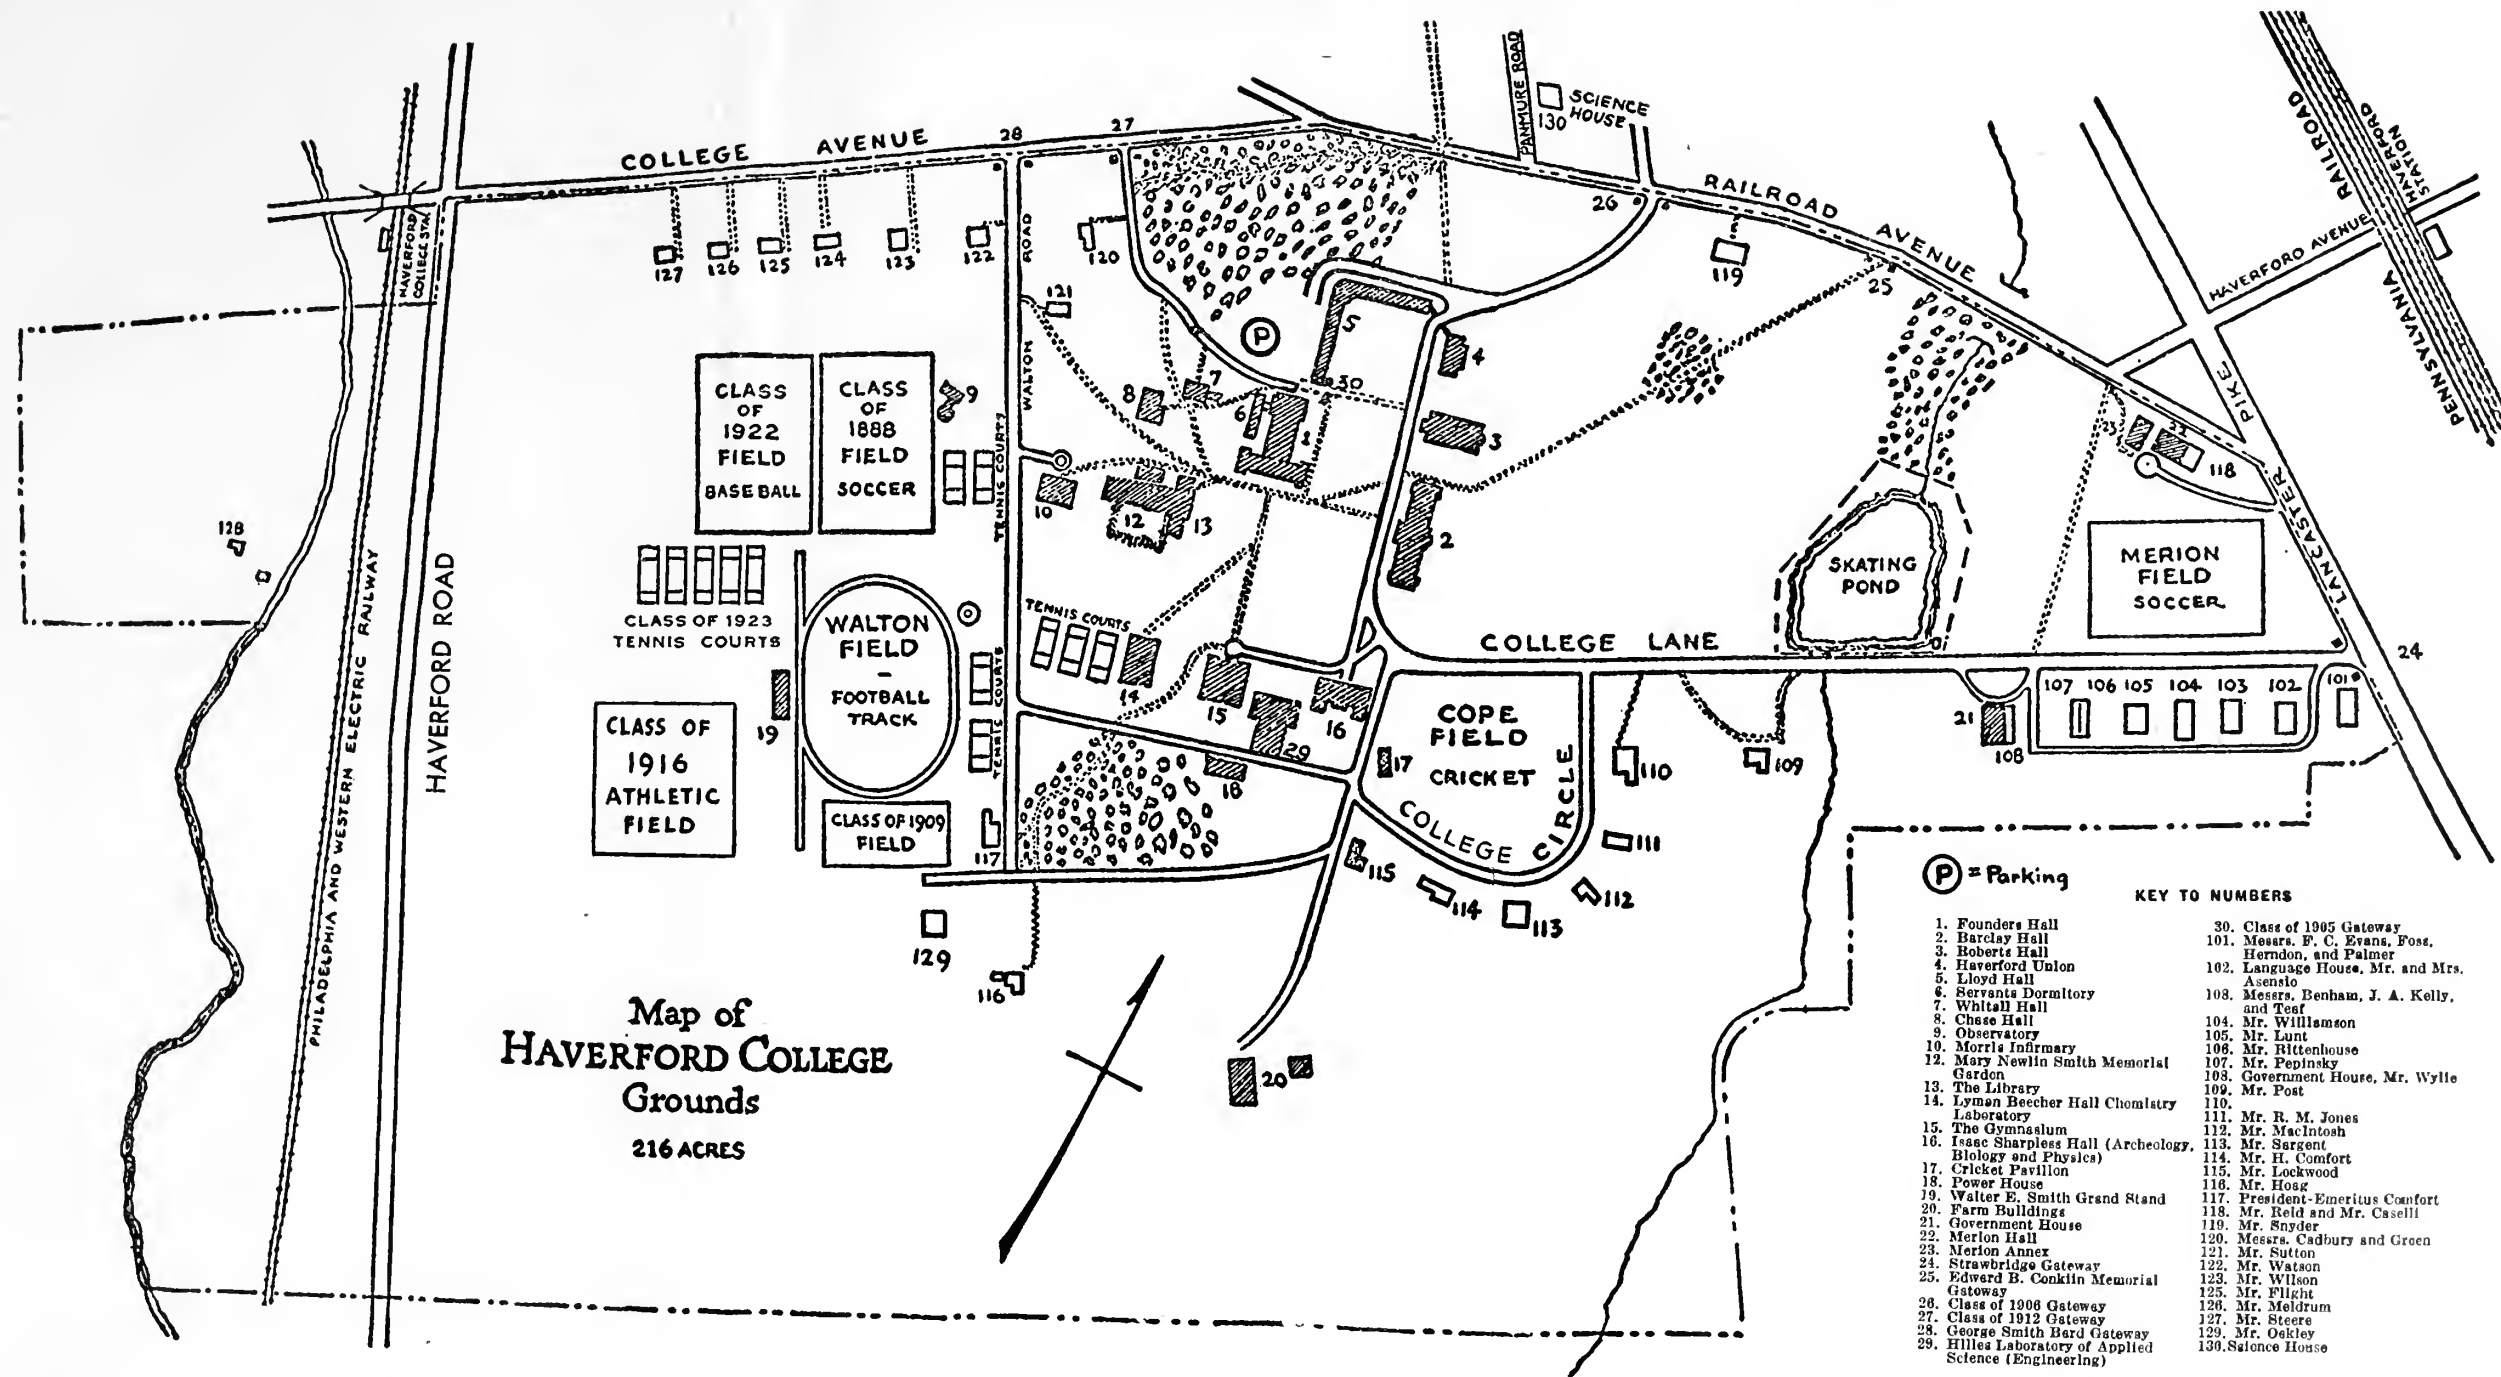 COLLEGE AVENUE
28
27
PANMURE ROAD
SCIENCE
HOUSE
130
RAILROAD AVENUE
26
25
119
PENNSYLVANIA RAILROAD
HAVERFORD
STATION
HAVERFORD AVENUE
LANCASTER PIKE
HAVERFORD
COLLEGE STA.
127
126
125
124
123
122
120
121
WALTON ROAD
P
5
4
30
3
7
8
6
1
9
10
12
13
2
CLASS
OF
1922
FIELD
BASEBALL
CLASS
OF
1888
FIELD
SOCCER
TENNIS COURTS
128
PHILADELPHIA AND WESTERN ELECTRIC RAILWAY
HAVERFORD ROAD
CLASS OF 1923
TENNIS COURTS
WALTON
FIELD
-
FOOTBALL
TRACK
TENNIS COURTS
TENNIS COURTS
TENNIS COURTS
14
15
16
29
18
17
19
CLASS OF
1916
ATHLETIC
FIELD
CLASS OF 1909
FIELD
117
129
116
23
22
118
SKATING
POND
MERION
FIELD
SOCCER
24
COLLEGE LANE
COPE
FIELD
CRICKET
COLLEGE CIRCLE
110
109
111
112
113
114
115
21
108
107 106 105 104 103 102 101
20
Map of
HAVERFORD COLLEGE
Grounds
216 ACRES
P = Parking
KEY TO NUMBERS
1. Founders Hall
2. Barclay Hall
3. Roberts Hall
4. Haverford Union
5. Lloyd Hall
6. Servants Dormitory
7. Whitall Hall
8. Chase Hall
9. Observatory
10. Morris Infirmary
12. Mary Newlin Smith Memorial
Garden
13. The Library
14. Lyman Beecher Hall Chemistry
Laboratory
15. The Gymnasium
16. Isaac Sharpless Hall (Archeology,
Biology and Physics)
17. Cricket Pavilion
18. Power House
19. Walter E. Smith Grand Stand
20. Farm Buildings
21. Government House
22. Merion Hall
23. Merion Annex
24. Strawbridge Gateway
25. Edward B. Conklin Memorial
Gateway
26. Class of 1906 Gateway
27. Class of 1912 Gateway
28. George Smith Bard Gateway
29. Hilles Laboratory of Applied
Science (Engineering)
30. Class of 1905 Gateway
101. Messrs. F. C. Evans, Foss,
Herndon, and Palmer
102. Language House, Mr. and Mrs.
Asensio
103. Messrs. Benham, J. A. Kelly,
and Teaf
104. Mr. Williamson
105. Mr. Lunt
106. Mr. Rittenhouse
107. Mr. Pepinsky
108. Government House, Mr. Wylie
109. Mr. Post
110.
111. Mr. R. M. Jones
112. Mr. MacIntosh
113. Mr. Sargent
114. Mr. H. Comfort
115. Mr. Lockwood
116. Mr. Hoag
117. President-Emeritus Comfort
118. Mr. Reid and Mr. Caselli
119. Mr. Snyder
120. Messrs. Cadbury and Green
121. Mr. Sutton
122. Mr. Watson
123. Mr. Wilson
125. Mr. Flight
126. Mr. Meldrum
127. Mr. Steere
129. Mr. Oakley
130. Science House